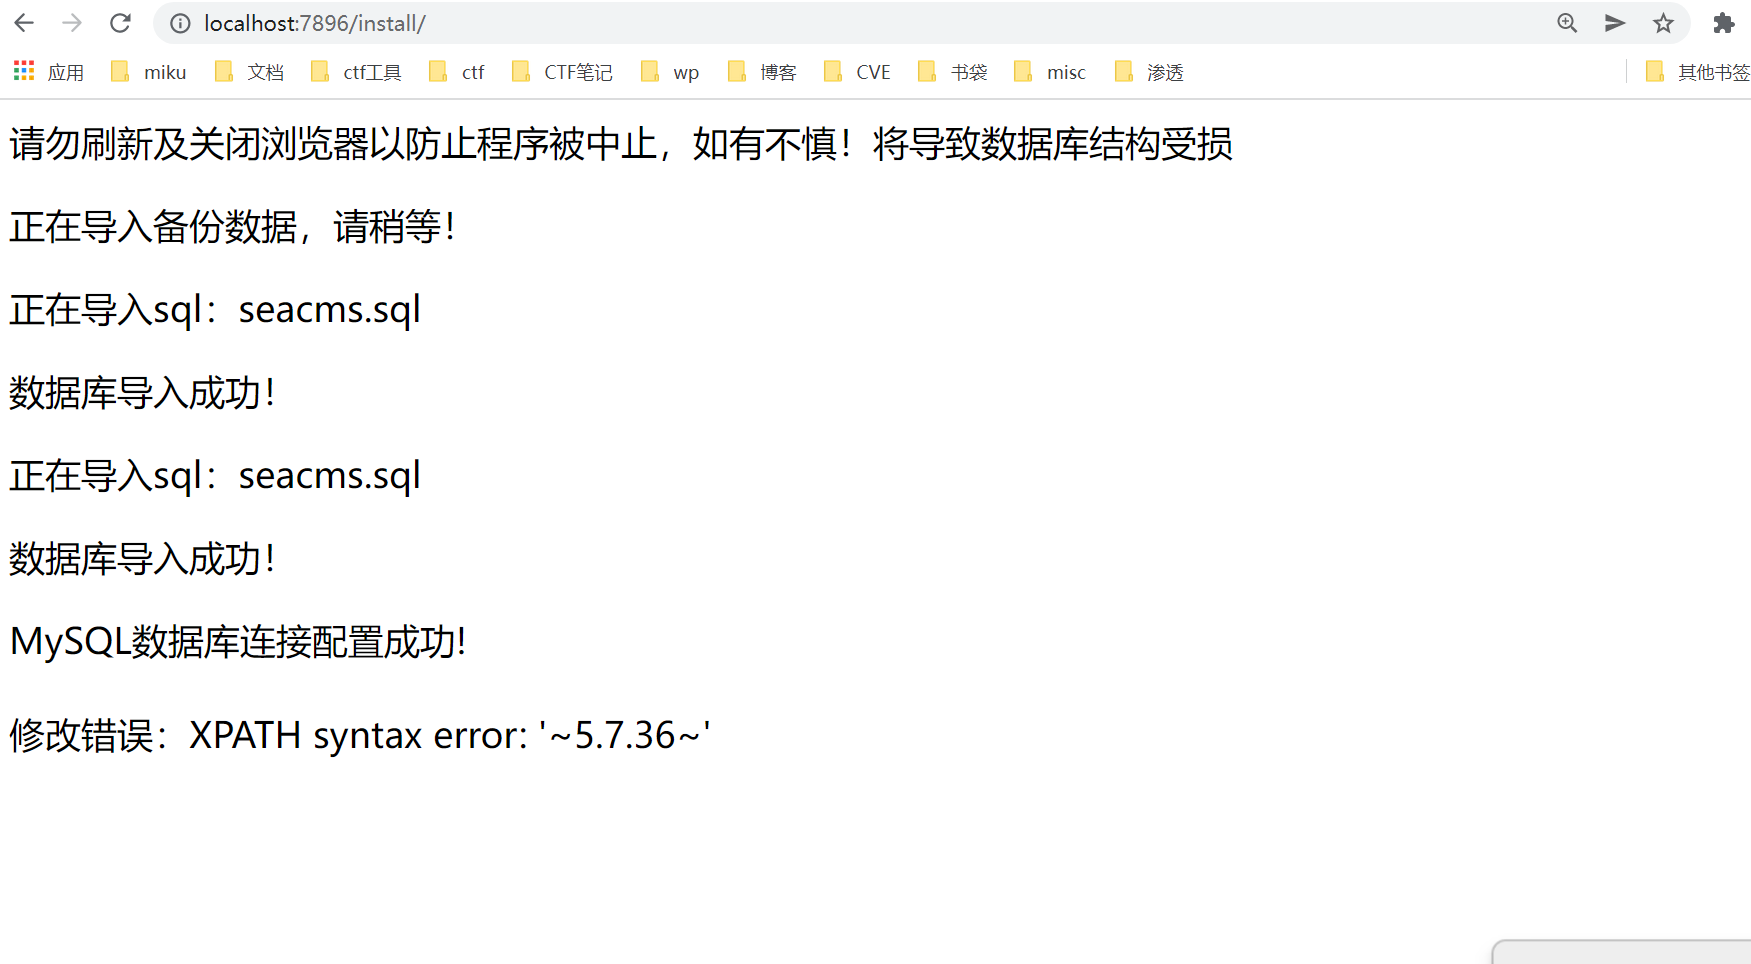 localhost:7896/install/
应用 miku 文档 ctf工具 ctf CTF笔记 wp 博客 CVE 书袋 misc 渗透 其他书签
请勿刷新及关闭浏览器以防止程序被中止，如有不慎！将导致数据库结构受损
正在导入备份数据，请稍等！
正在导入sql：seacms.sql
数据库导入成功！
正在导入sql：seacms.sql
数据库导入成功！
MySQL数据库连接配置成功!
修改错误：XPATH syntax error: '~5.7.36~'